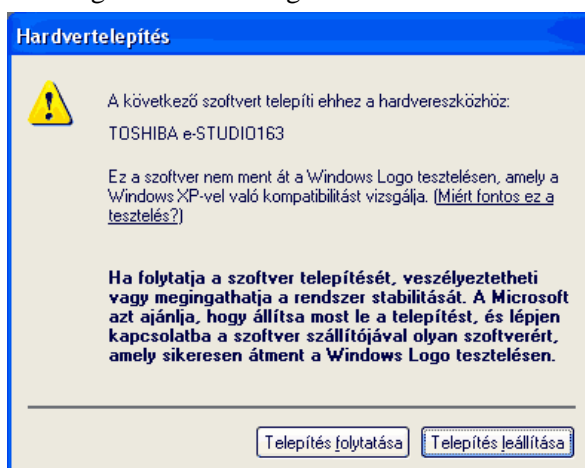 Hardvertelepítés
A következő szoftvert telepíti ehhez a hardvereszközhöz:
TOSHIBA e-STUDIO163
Ez a szoftver nem ment át a Windows Logo tesztelésen, amely a
Windows XP-vel való kompatibilitást vizsgálja. (Miért fontos ez a
tesztelés?)
Ha folytatja a szoftver telepítését, veszélyeztetheti
vagy megingathatja a rendszer stabilitását. A Microsoft
azt ajánlja, hogy állítsa most le a telepítést, és lépjen
kapcsolatba a szoftver szállítójával olyan szoftverért,
amely sikeresen átment a Windows Logo tesztelésen.
Telepítés folytatása Telepítés leállítása